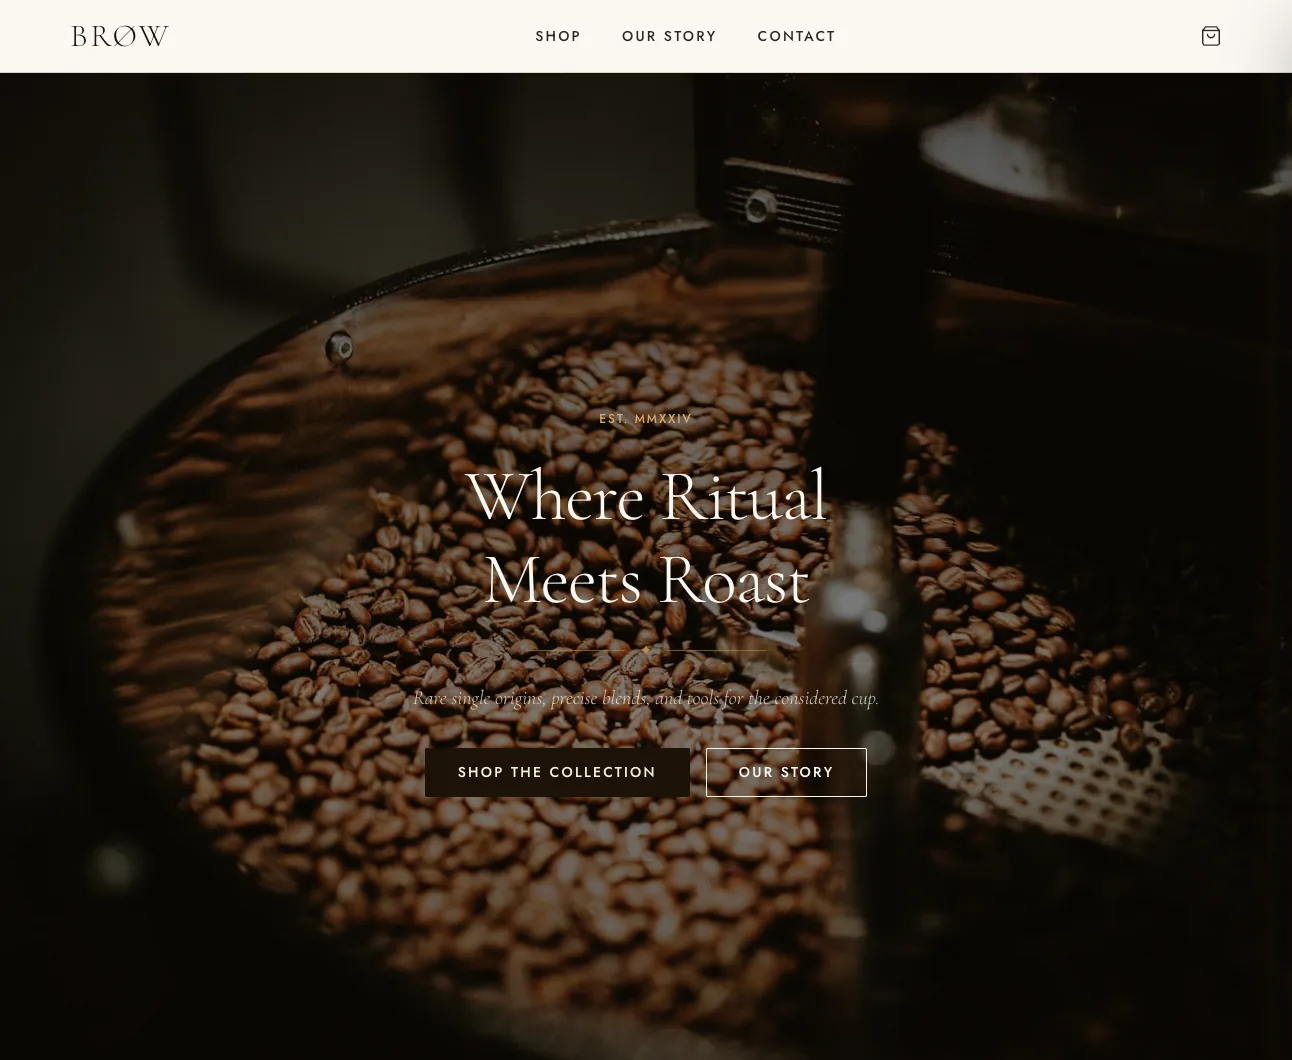 BRØW
SHOP
OUR STORY
CONTACT
EST. MMXXIV
Where Ritual
Meets Roast
Rare single origins, precise blends, and tools for the considered cup.
SHOP THE COLLECTION
OUR STORY